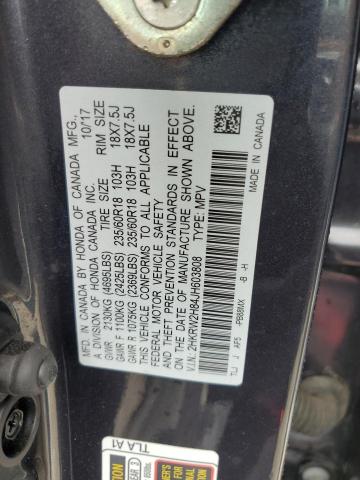 MFD. IN CANADA BY HONDA OF CANADA MFG.,
A DIVISION OF HONDA CANADA INC. 10/17
GVWR 2130KG (4695LBS) TIRE SIZE RIM SIZE
GAWR F 1100KG (2425LBS) 235/60R18 103H 18X7.5J
GAWR R 1075KG (2369LBS) 235/60R18 103H 18X7.5J
THIS VEHICLE CONFORMS TO ALL APPLICABLE
FEDERAL MOTOR VEHICLE SAFETY
AND THEFT PREVENTION STANDARDS IN EFFECT
ON THE DATE OF MANUFACTURE SHOWN ABOVE.
V.I.N.: 2HKRW2H84JH603808 TYPE: MPV
-PB88MX -B -H
TLJ J AF5
MADE IN CANADA
TLA A1